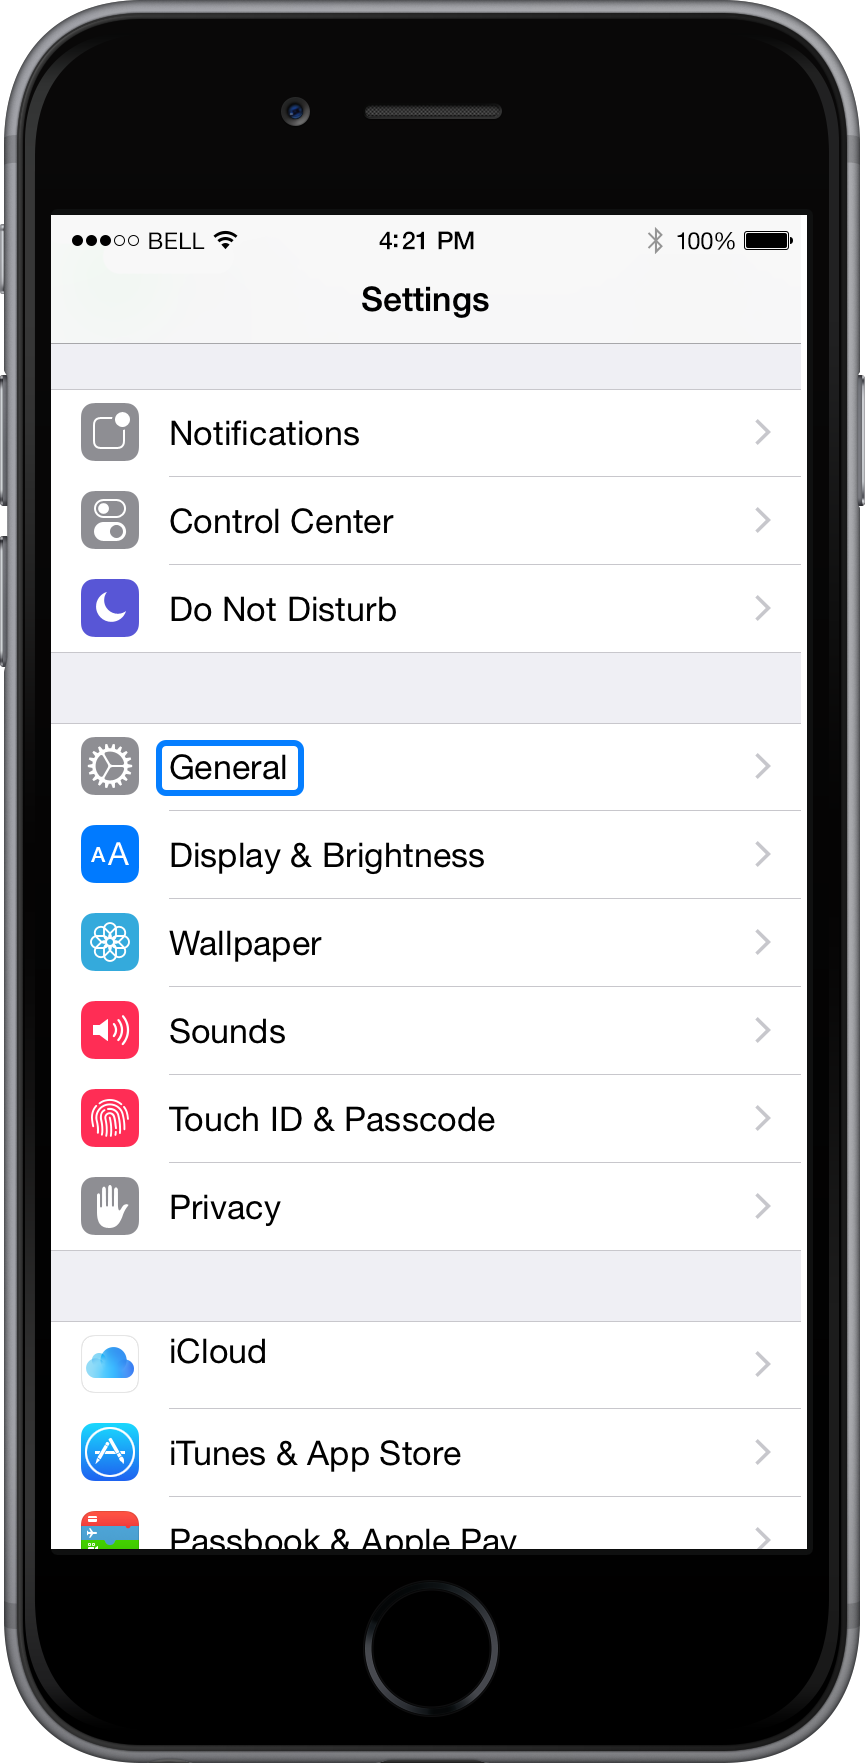 BELL 4:21 PM 100%
Settings
Notifications
Control Center
Do Not Disturb
General
AA Display & Brightness
Wallpaper
Sounds
Touch ID & Passcode
Privacy
iCloud
iTunes & App Store
Passbook & Apple Pay